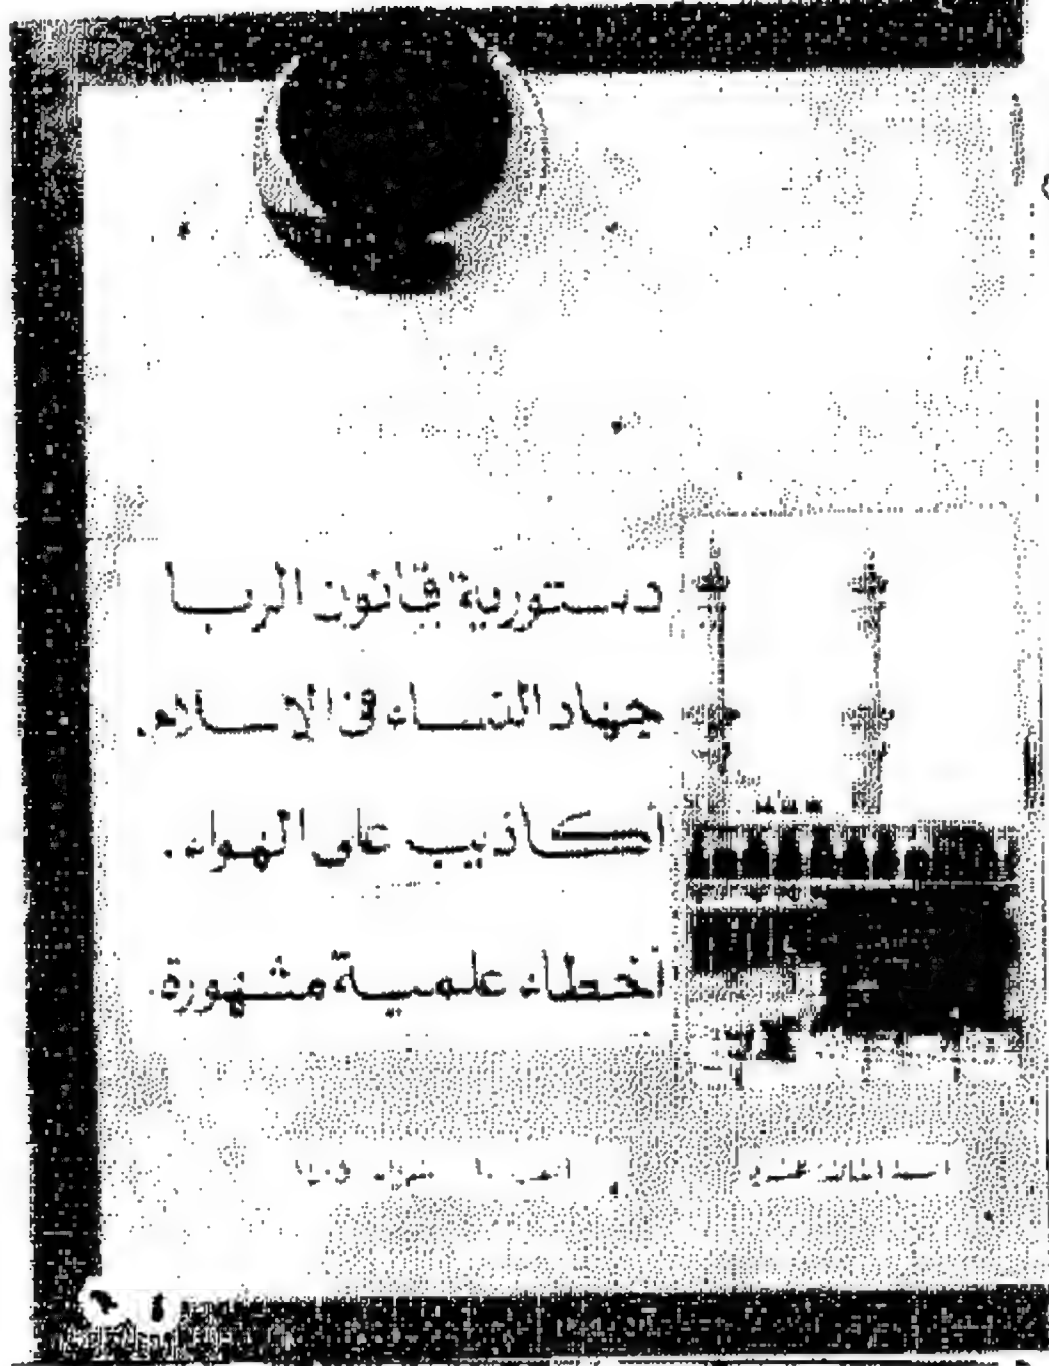 دستورية قانون الربا
جهاد النساء في الإسلام.
أكاذيب على الهواء.
أخطاء علمية مشهورة.